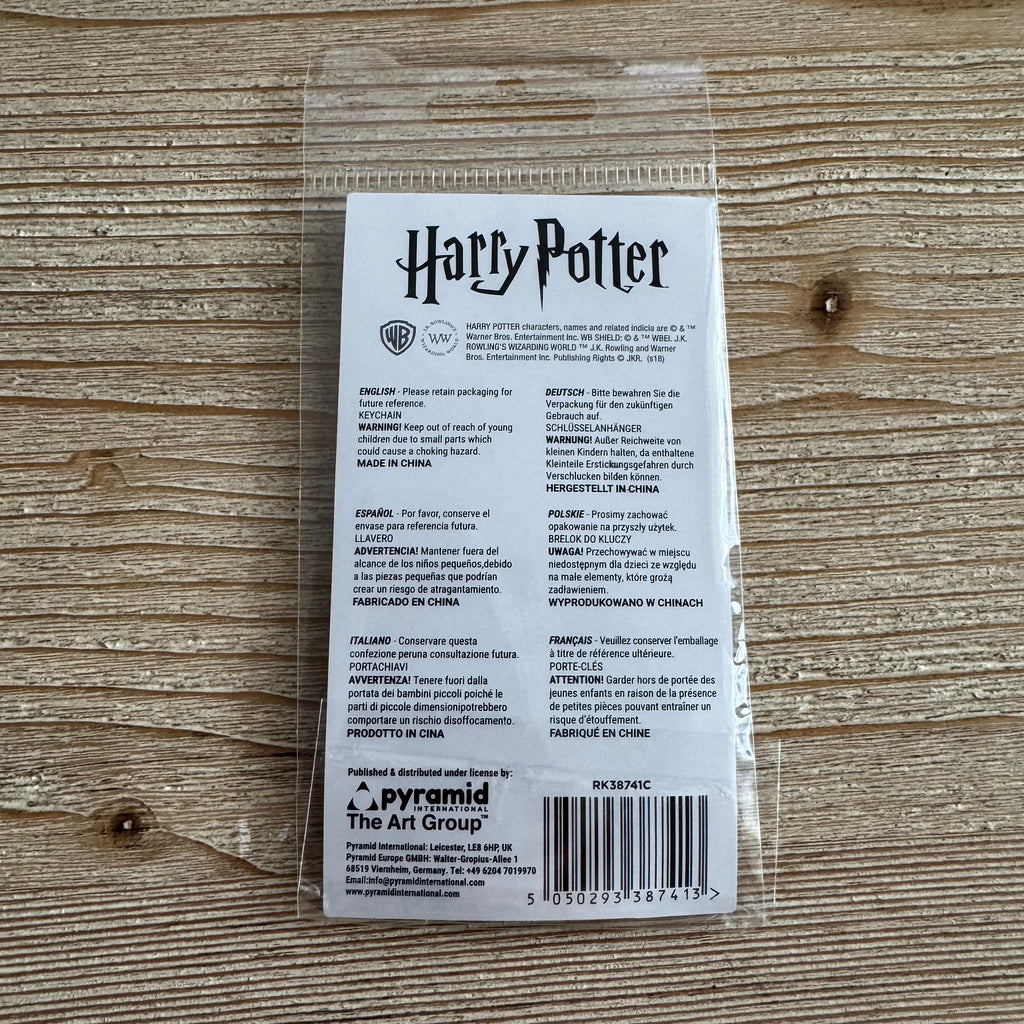 Harry Potter
WB
J.K. ROWLING'S
WW
WIZARDING WORLD
HARRY POTTER characters, names and related indicia are © & ™
Warner Bros. Entertainment Inc. WB SHIELD: © & ™ WBEI. J.K.
ROWLING'S WIZARDING WORLD ™ J.K. Rowling and Warner
Bros. Entertainment Inc. Publishing Rights © JKR. (s18)
ENGLISH - Please retain packaging for
future reference.
KEYCHAIN
WARNING! Keep out of reach of young
children due to small parts which
could cause a choking hazard.
MADE IN CHINA
DEUTSCH - Bitte bewahren Sie die
Verpackung für den zukünftigen
Gebrauch auf.
SCHLÜSSELANHÄNGER
WARNUNG! Außer Reichweite von
kleinen Kindern halten, da enthaltene
Kleinteile Erstickungsgefahren durch
Verschlucken bilden können.
HERGESTELLT IN CHINA
ESPAÑOL - Por favor, conserve el
envase para referencia futura.
LLAVERO
ADVERTENCIA! Mantener fuera del
alcance de los niños pequeños,debido
a las piezas pequeñas que podrían
crear un riesgo de atragantamiento.
FABRICADO EN CHINA
POLSKIE - Prosimy zachować
opakowanie na przyszły użytek.
BRELOK DO KLUCZY
UWAGA! Przechowywać w miejscu
niedostępnym dla dzieci ze względu
na małe elementy, które grożą
zadławieniem.
WYPRODUKOWANO W CHINACH
ITALIANO - Conservare questa
confezione peruna consultazione futura.
PORTACHIAVI
AVVERTENZA! Tenere fuori dalla
portata dei bambini piccoli poiché le
parti di piccole dimensionipotrebbero
comportare un rischio disoffocamento.
PRODOTTO IN CINA
FRANÇAIS - Veuillez conserver l'emballage
à titre de référence ultérieure.
PORTE-CLÉS
ATTENTION! Garder hors de portée des
jeunes enfants en raison de la présence
de petites pièces pouvant entraîner un
risque d'étouffement.
FABRIQUÉ EN CHINE
Published & distributed under license by:
pyramid
INTERNATIONAL
The Art Group™
Pyramid International: Leicester, LE8 6HP, UK
Pyramid Europe GMBH: Walter-Gropius-Allee 1
68519 Viernheim, Germany. Tel: +49 6204 7019970
Email:info@pyramidinternational.com
www.pyramidinternational.com
RK38741C
5 050293 387413 >